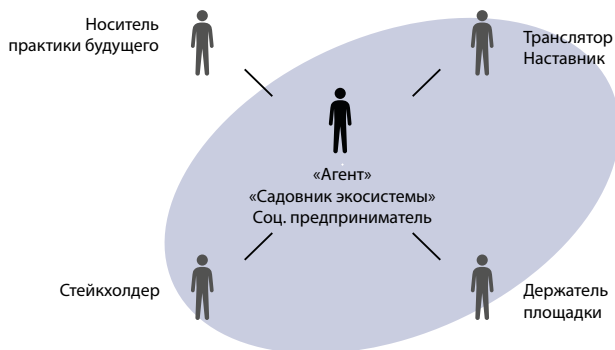 Носитель
практики будущего
Транслятор
Наставник
«Агент»
«Садовник экосистемы»
Соц. предприниматель
Стейкхолдер
Держатель
площадки